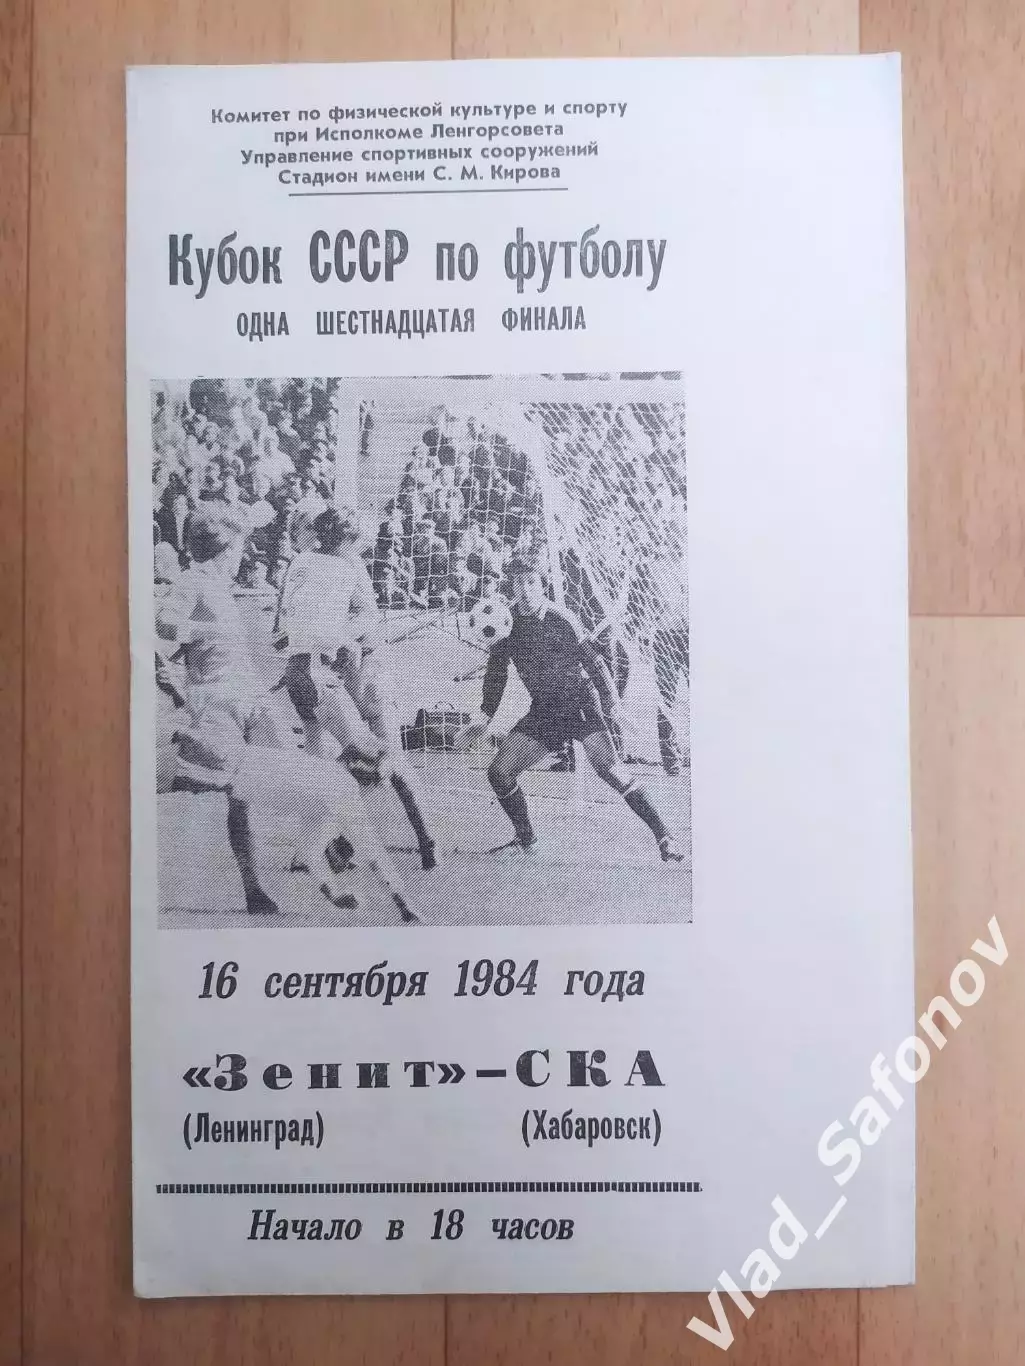 Комитет по физической культуре и спорту
при Исполкоме Ленгорсовета
Управление спортивных сооружений
Стадион имени С. М. Кирова
Кубок СССР по футболу
ОДНА ШЕСТНАДЦАТАЯ ФИНАЛА
16 сентября 1984 года
«Зенит» – СКА
(Ленинград) (Хабаровск)
Начало в 18 часов
Vlad_Safonov